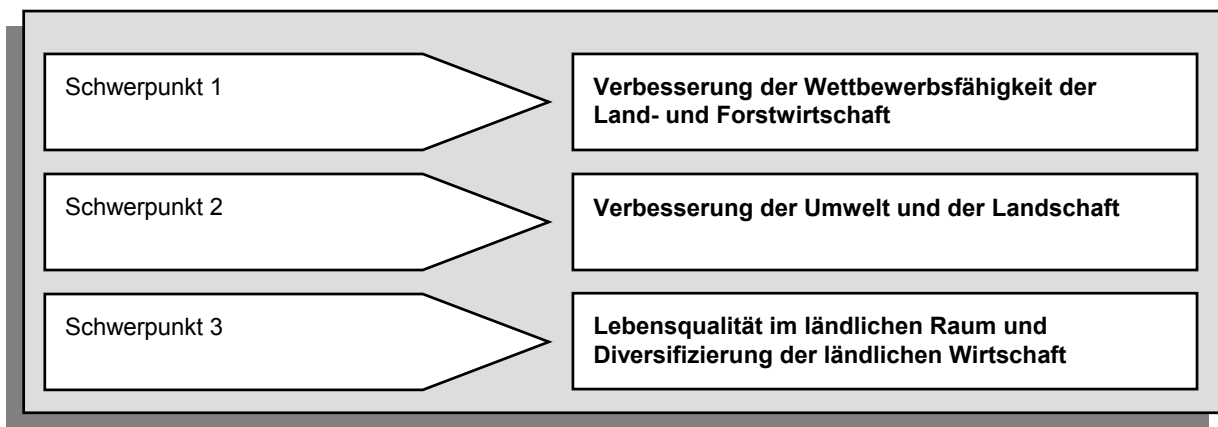 Schwerpunkt 1
Verbesserung der Wettbewerbsfähigkeit der
Land- und Forstwirtschaft
Schwerpunkt 2
Verbesserung der Umwelt und der Landschaft
Schwerpunkt 3
Lebensqualität im ländlichen Raum und
Diversifizierung der ländlichen Wirtschaft